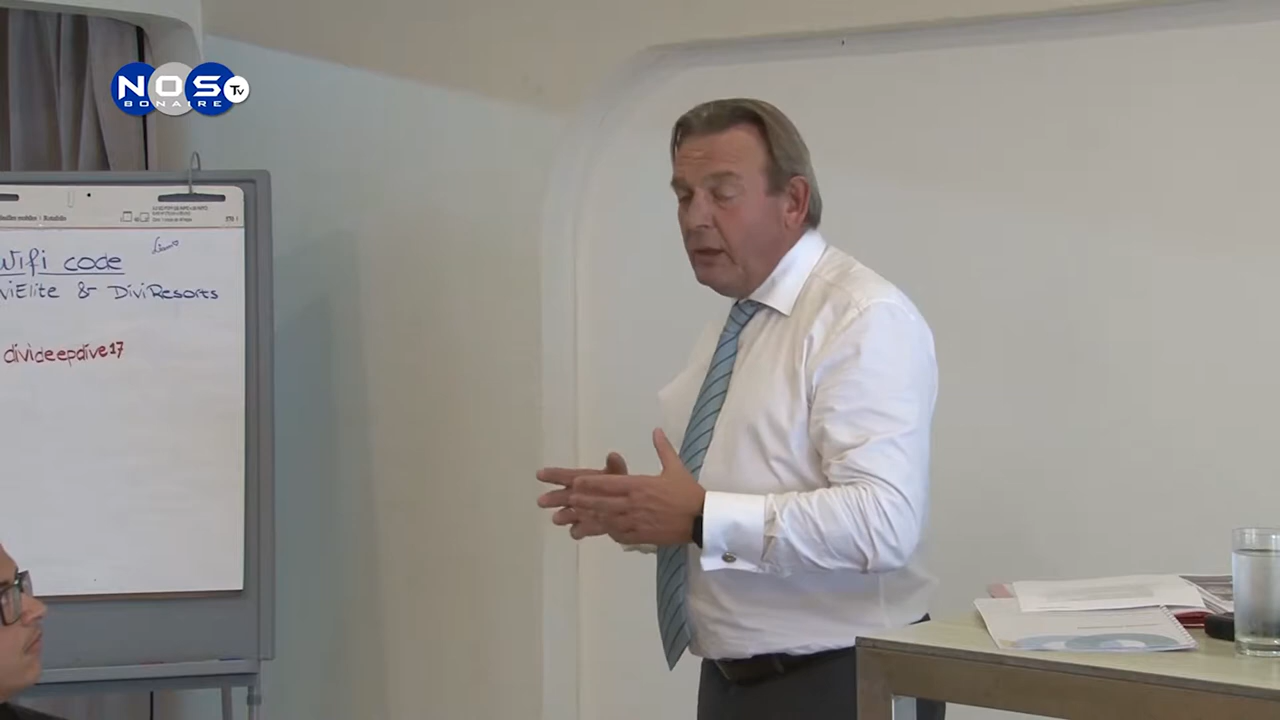 NOS TV
BONAIRE
Wifi code
viElite & DiviResorts
divideepdive17